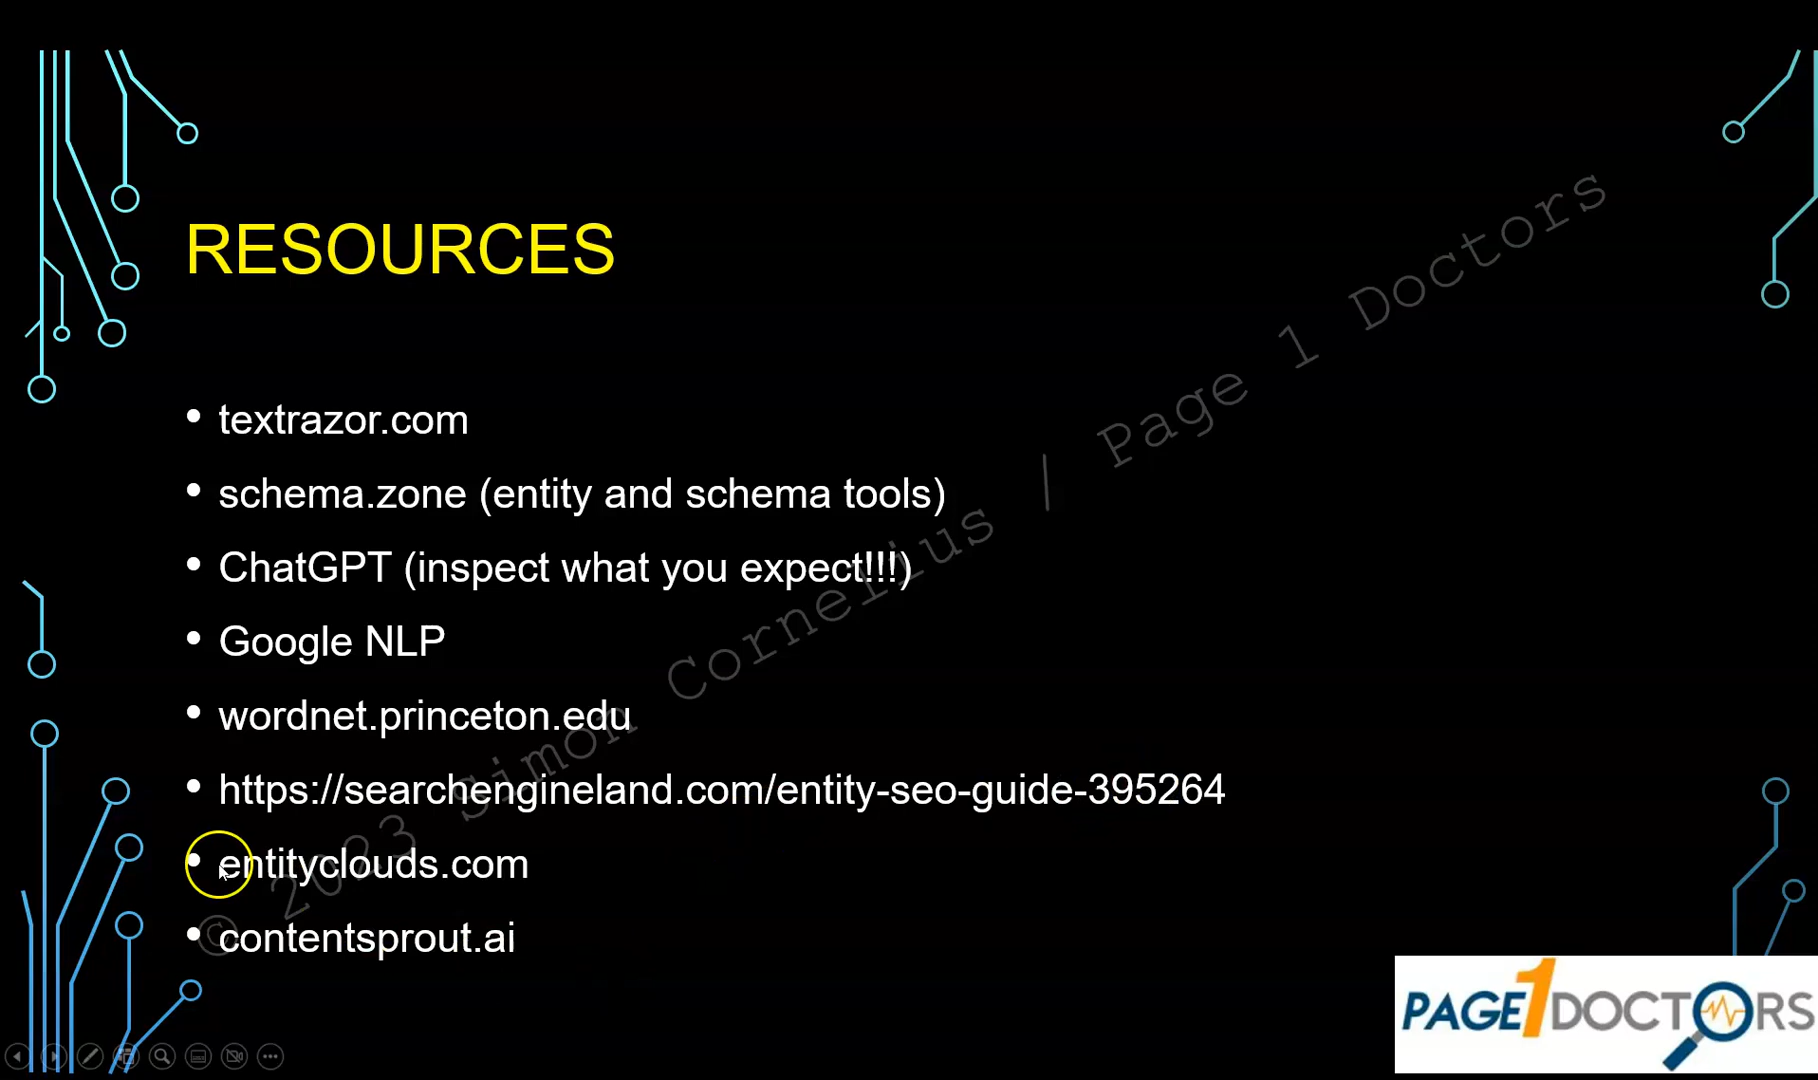 RESOURCES
• textrazor.com
• schema.zone (entity and schema tools)
• ChatGPT (inspect what you expect!!!)
• Google NLP
• wordnet.princeton.edu
• https://searchengineland.com/entity-seo-guide-395264
• entityclouds.com
• contentsprout.ai
© 2023 Simon Cornelius / Page 1 Doctors
PAGE1DOCTORS